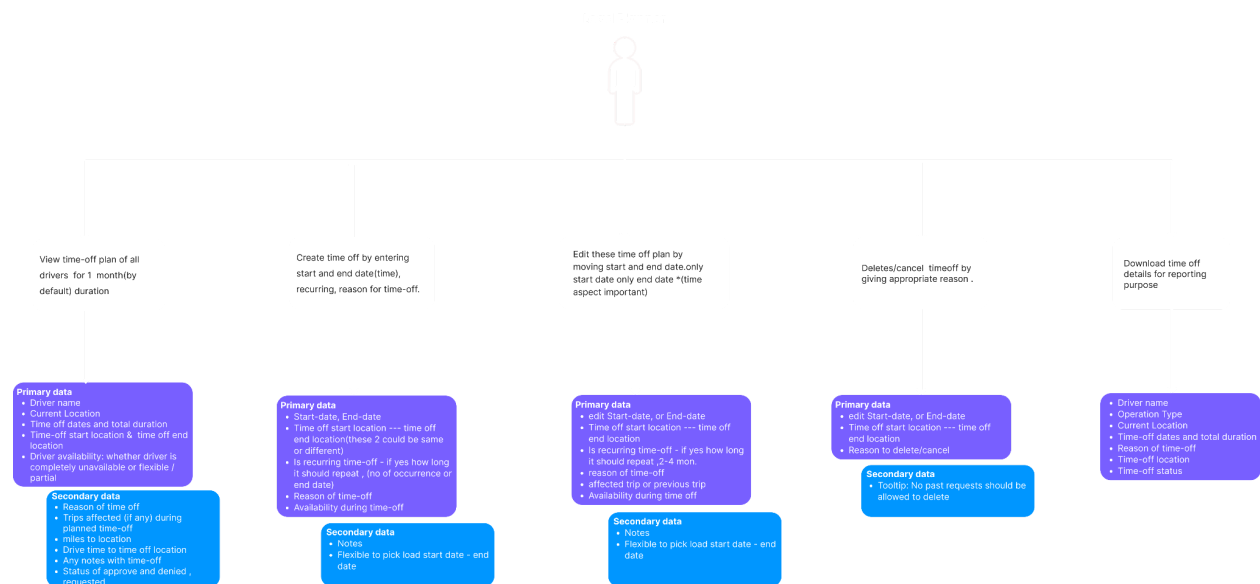 View time-off plan of all
drivers  for 1  month(by
default) duration
Create time off by entering
start and end date(time),
recurring, reason for time-off.
Edit these time off plan by
moving start and end date.only
start date only end date *(time
aspect important)
Deletes/cancel  timeoff by
giving appropriate reason .
Download time off
details for reporting
purpose
Primary data
• Driver name
• Current Location
• Time off dates and total duration
• Time-off start location &  time off end
location
• Driver availability: whether driver is
completely unavailable or flexible /
partial
Secondary data
• Reason of time off
• Trips affected (if any) during
planned time-off
• miles to location
• Drive time to time off location
• Any notes with time-off
• Status of approve and denied ,
requested
Primary data
• Start-date, End-date
• Time off start location --- time off
end location(these 2 could be same
or different)
• Is recurring time-off - if yes how long
it should repeat , (no of occurrence or
end date)
• Reason of time-off
• Availability during time-off
Secondary data
• Notes
• Flexible to pick load start date - end
date
Primary data
• edit Start-date, or End-date
• Time off start location --- time off
end location
• Is recurring time-off - if yes how long
it should repeat ,2-4 mon.
• reason of time-off
• affected trip or previous trip
• Availability during time off
Secondary data
• Notes
• Flexible to pick load start date - end
date
Primary data
• edit Start-date, or End-date
• Time off start location --- time off
end location
• Reason to delete/cancel
Secondary data
• Tooltip: No past requests should be
allowed to delete
• Driver name
• Operation Type
• Current Location
• Time-off dates and total duration
• Reason of time-off
• Time-off location
• Time-off status